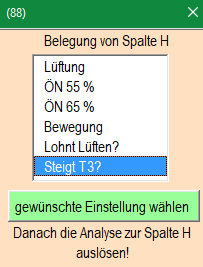 (88)
Belegung von Spalte H
Lüftung
ÖN 55 %
ÖN 65 %
Bewegung
Lohnt Lüften?
Steigt T3?
gewünschte Einstellung wählen
Danach die Analyse zur Spalte H
auslösen!